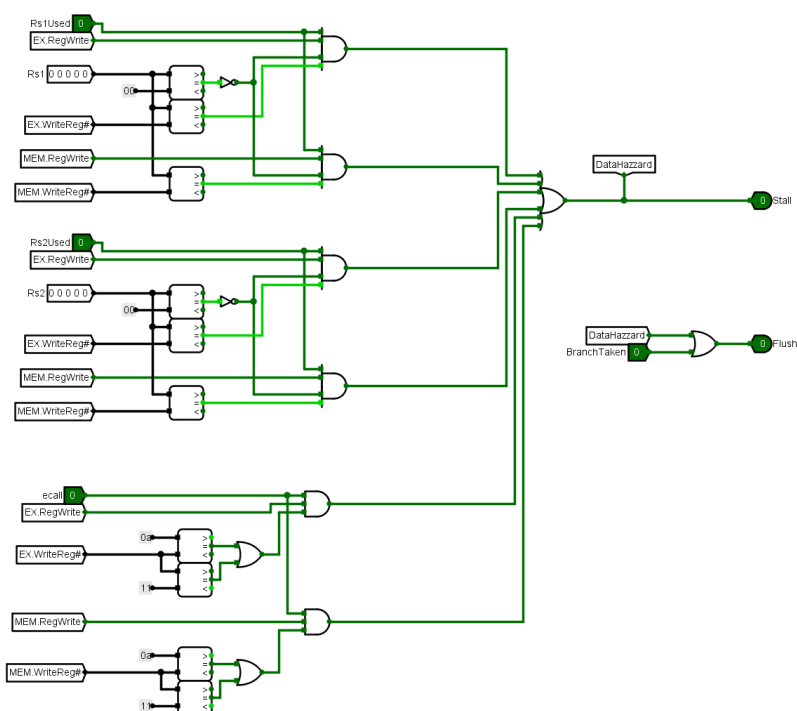 Rs1Used 0
EX.RegWrite
Rs1 0 0 0 0 0
> = <
00
> = <
EX.WriteReg#
MEM.RegWrite
> = <
MEM.WriteReg#
DataHazzard
0 Stall
Rs2Used 0
EX.RegWrite
Rs2 0 0 0 0 0
> = <
00
> = <
EX.WriteReg#
MEM.RegWrite
> = <
MEM.WriteReg#
DataHazzard
BranchTaken 0
0 Flush
ecall 0
EX.RegWrite
0a
> = <
EX.WriteReg#
> = <
11
MEM.RegWrite
0a
> = <
MEM.WriteReg#
> = <
11